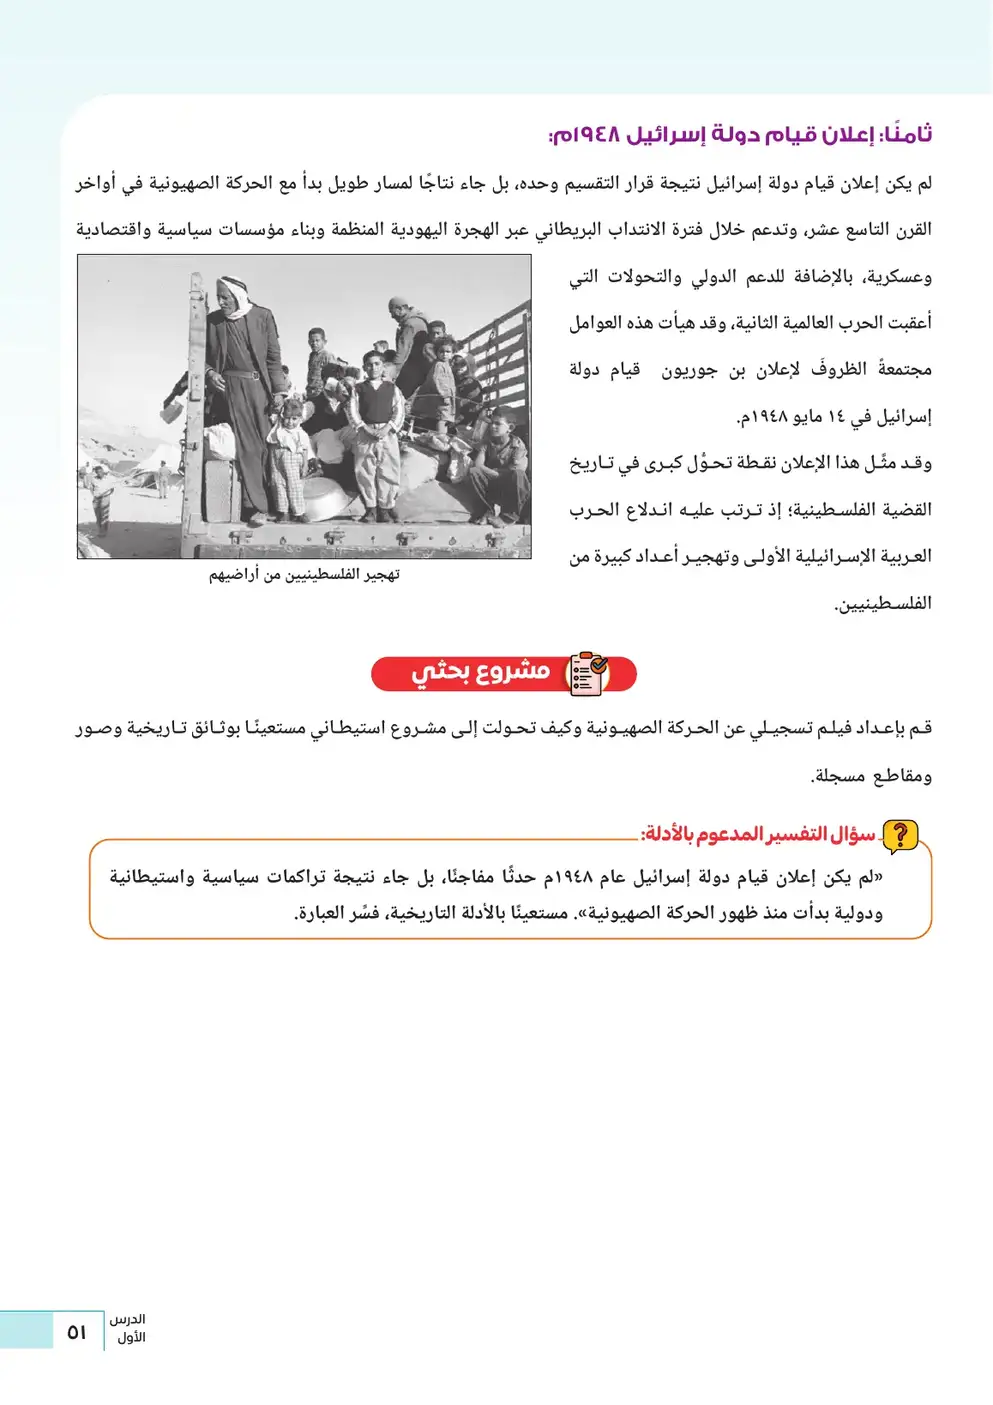 ثامنًا: إعلان قيام دولة إسرائيل ١٩٤٨م:
لم يكن إعلان قيام دولة إسرائيل نتيجة قرار التقسيم وحده، بل جاء نتاجًا لمسار طويل بدأ مع الحركة الصهيونية في أواخر
القرن التاسع عشر، وتدعم خلال فترة الانتداب البريطاني عبر الهجرة اليهودية المنظمة وبناء مؤسسات سياسية واقتصادية
وعسكرية، بالإضافة للدعم الدولي والتحولات التي
أعقبت الحرب العالمية الثانية، وقد هيأت هذه العوامل
مجتمعةً الظروفَ لإعلان بن جوريون قيام دولة
إسرائيل في ١٤ مايو ١٩٤٨م.
وقد مثَّل هذا الإعلان نقطة تحوُّل كبرى في تاريخ
القضية الفلسطينية؛ إذ ترتب عليه اندلاع الحرب
العربية الإسرائيلية الأولى وتهجير أعداد كبيرة من
الفلسطينيين.
تهجير الفلسطينيين من أراضيهم
مشروع بحثي
قم بإعداد فيلم تسجيلي عن الحركة الصهيونية وكيف تحولت إلى مشروع استيطاني مستعينًا بوثائق تاريخية وصور
ومقاطع مسجلة.
سؤال التفسير المدعوم بالأدلة:
«لم يكن إعلان قيام دولة إسرائيل عام ١٩٤٨م حدثًا مفاجئًا، بل جاء نتيجة تراكمات سياسية واستيطانية
ودولية بدأت منذ ظهور الحركة الصهيونية». مستعينًا بالأدلة التاريخية، فسِّر العبارة.
الدرس
الأول
٥١